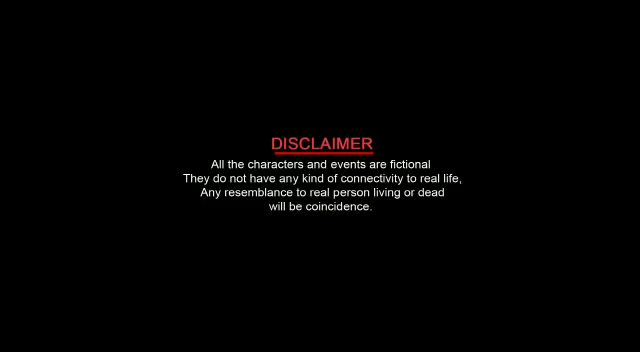 DISCLAIMER
All the characters and events are fictional
They do not have any kind of connectivity to real life,
Any resemblance to real person living or dead
will be coincidence.